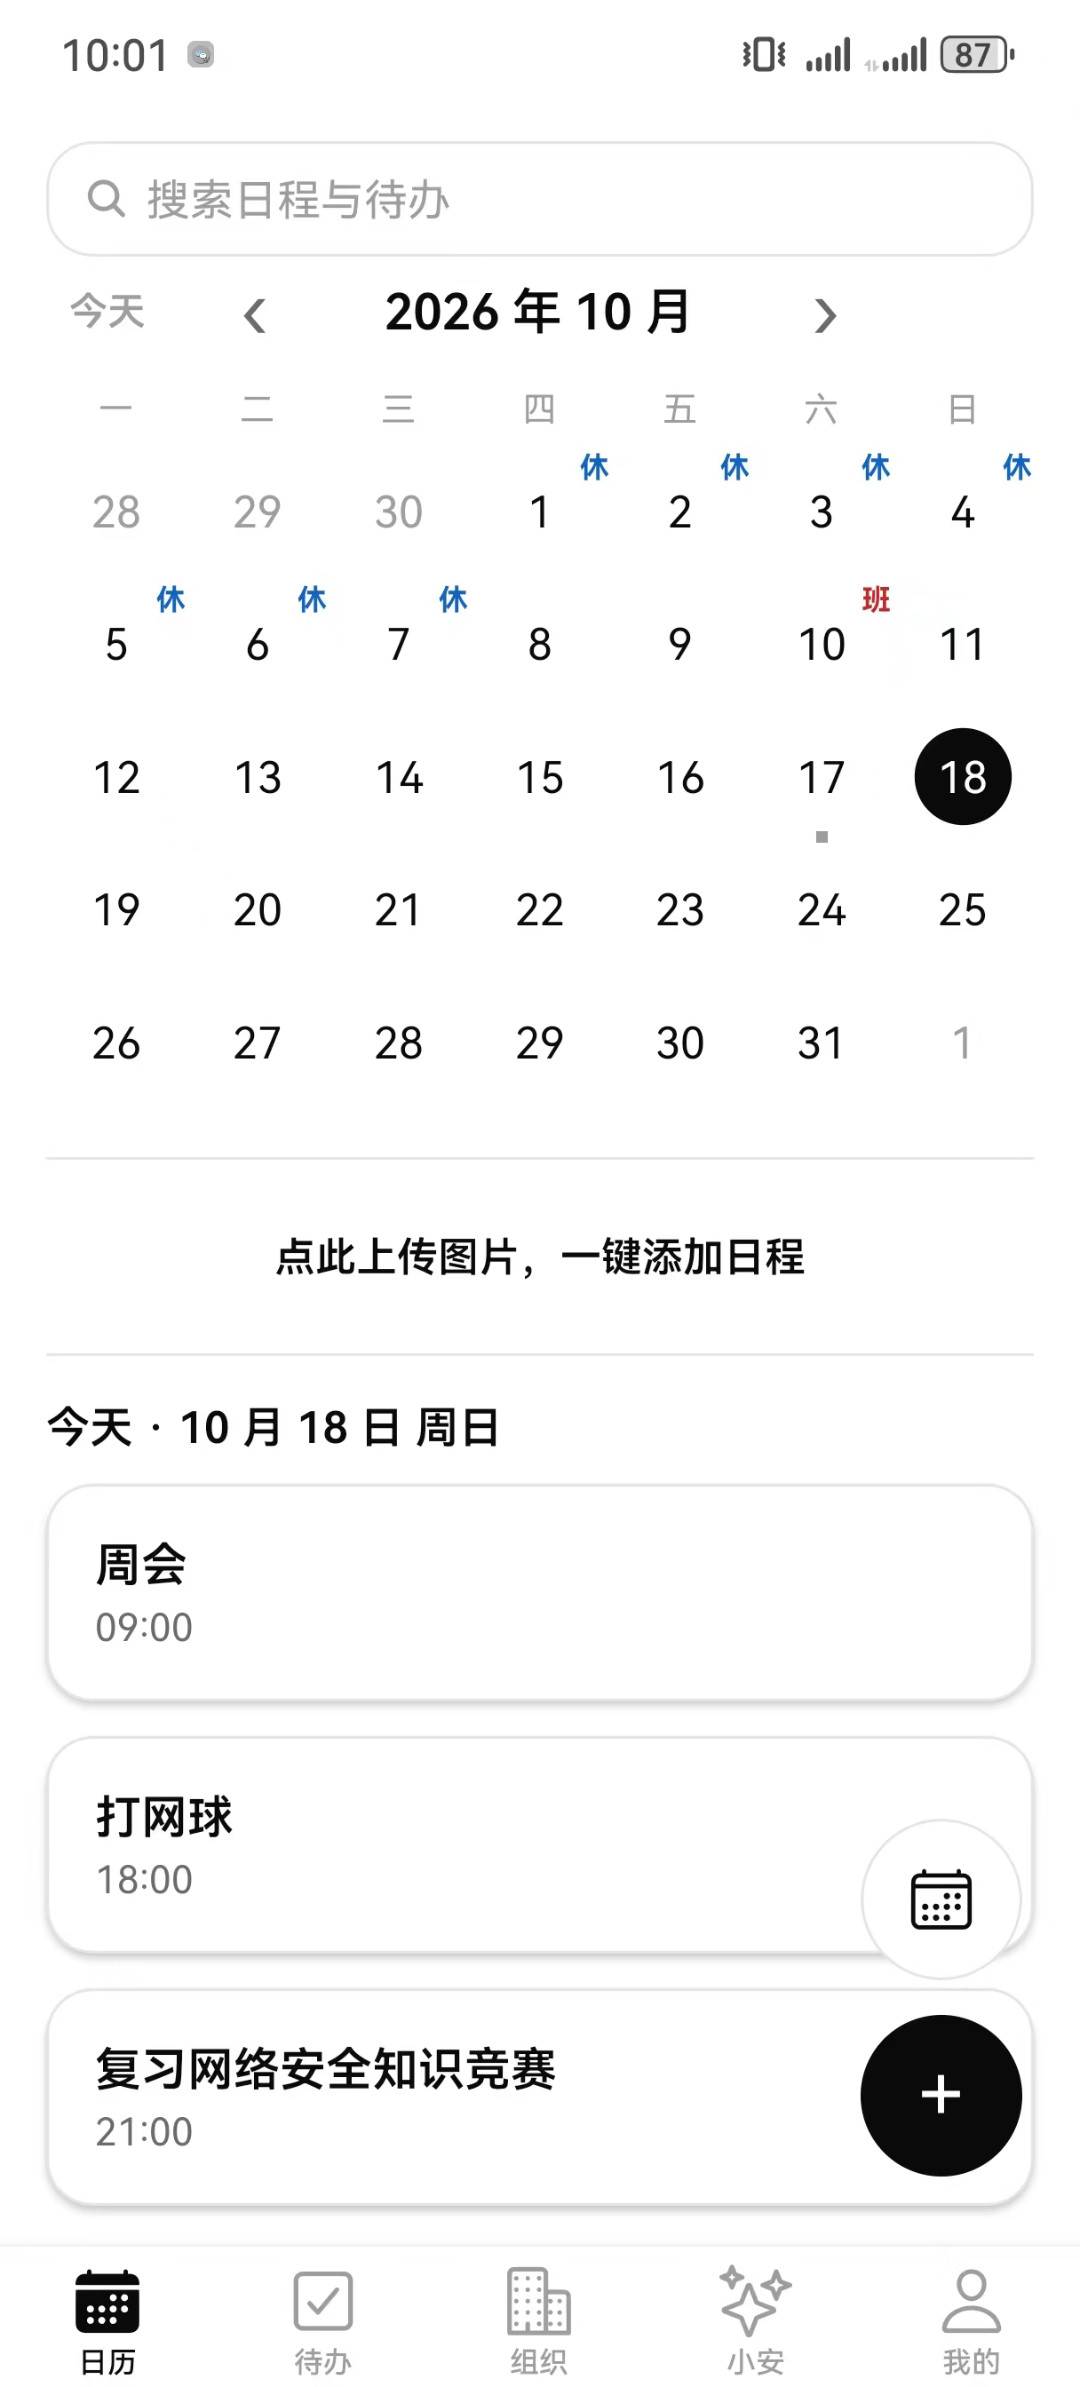 10:01 87
搜索日程与待办
今天 2026 年 10 月
一 二 三 四 五 六 日
休 休 休 休
28 29 30 1 2 3 4
休 休 休 班
5 6 7 8 9 10 11
12 13 14 15 16 17 18
19 20 21 22 23 24 25
26 27 28 29 30 31 1
点此上传图片，一键添加日程
今天 · 10 月 18 日 周日
周会
09:00
打网球
18:00
复习网络安全知识竞赛
21:00
日历 待办 组织 小安 我的